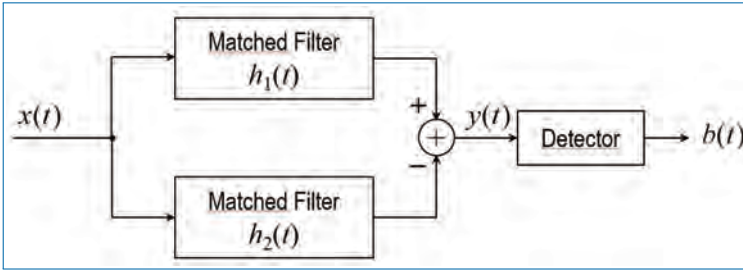 Matched Filter
h₁(t)
x(t)
+
+
−
y(t)
Detector
b(t)
Matched Filter
h₂(t)